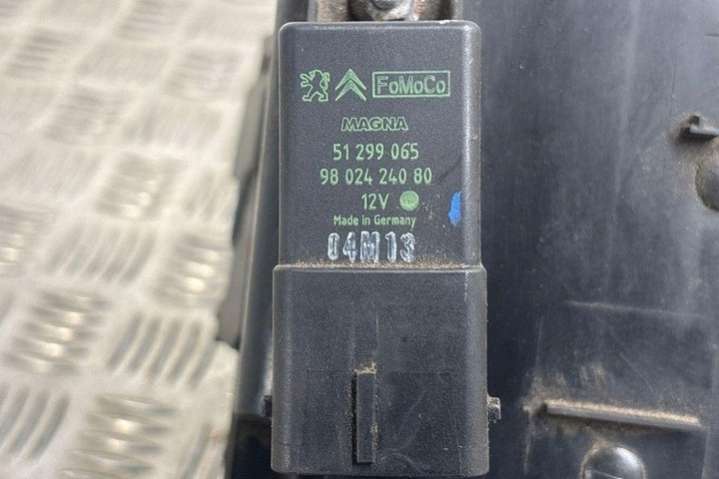 FoMoCo
MAGNA
51 299 065
98 024 240 80
12V
Made in Germany
04M13